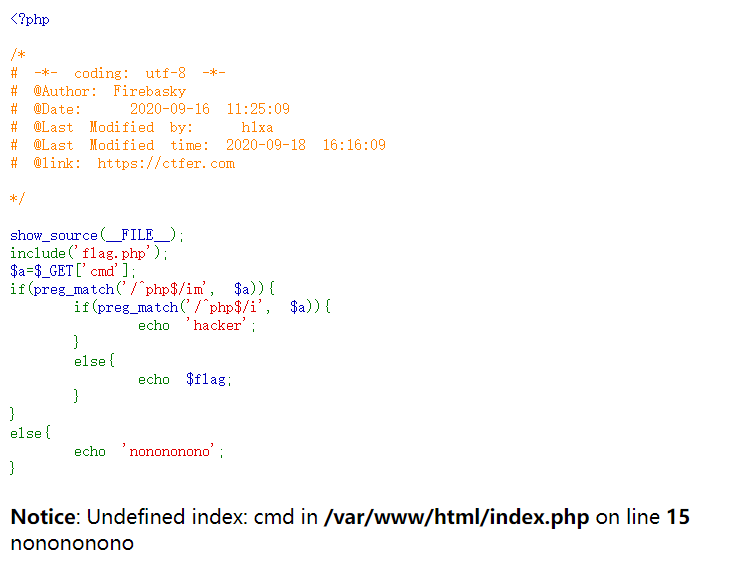 <?php

/*
# -*- coding: utf-8 -*-
# @Author: Firebasky
# @Date:   2020-09-16 11:25:09
# @Last Modified by:   h1xa
# @Last Modified time: 2020-09-18 16:16:09
# @link: https://ctfer.com

*/

show_source(__FILE__);
include('flag.php');
$a=$_GET['cmd'];
if(preg_match('/^php$/im', $a)){
    if(preg_match('/^php$/i', $a)){
        echo 'hacker';
    }
    else{
        echo $flag;
    }
}
else{
    echo 'nonononono';
}

Notice: Undefined index: cmd in /var/www/html/index.php on line 15
nonononono